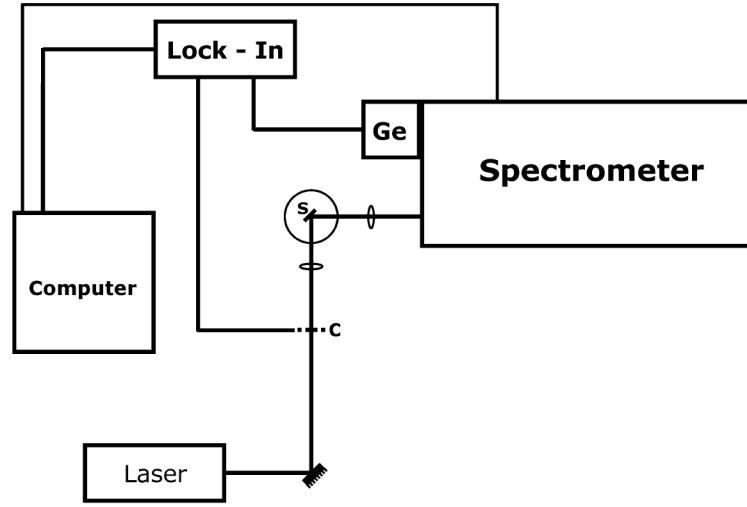 Lock - In
Ge
Spectrometer
S
Computer
C
Laser